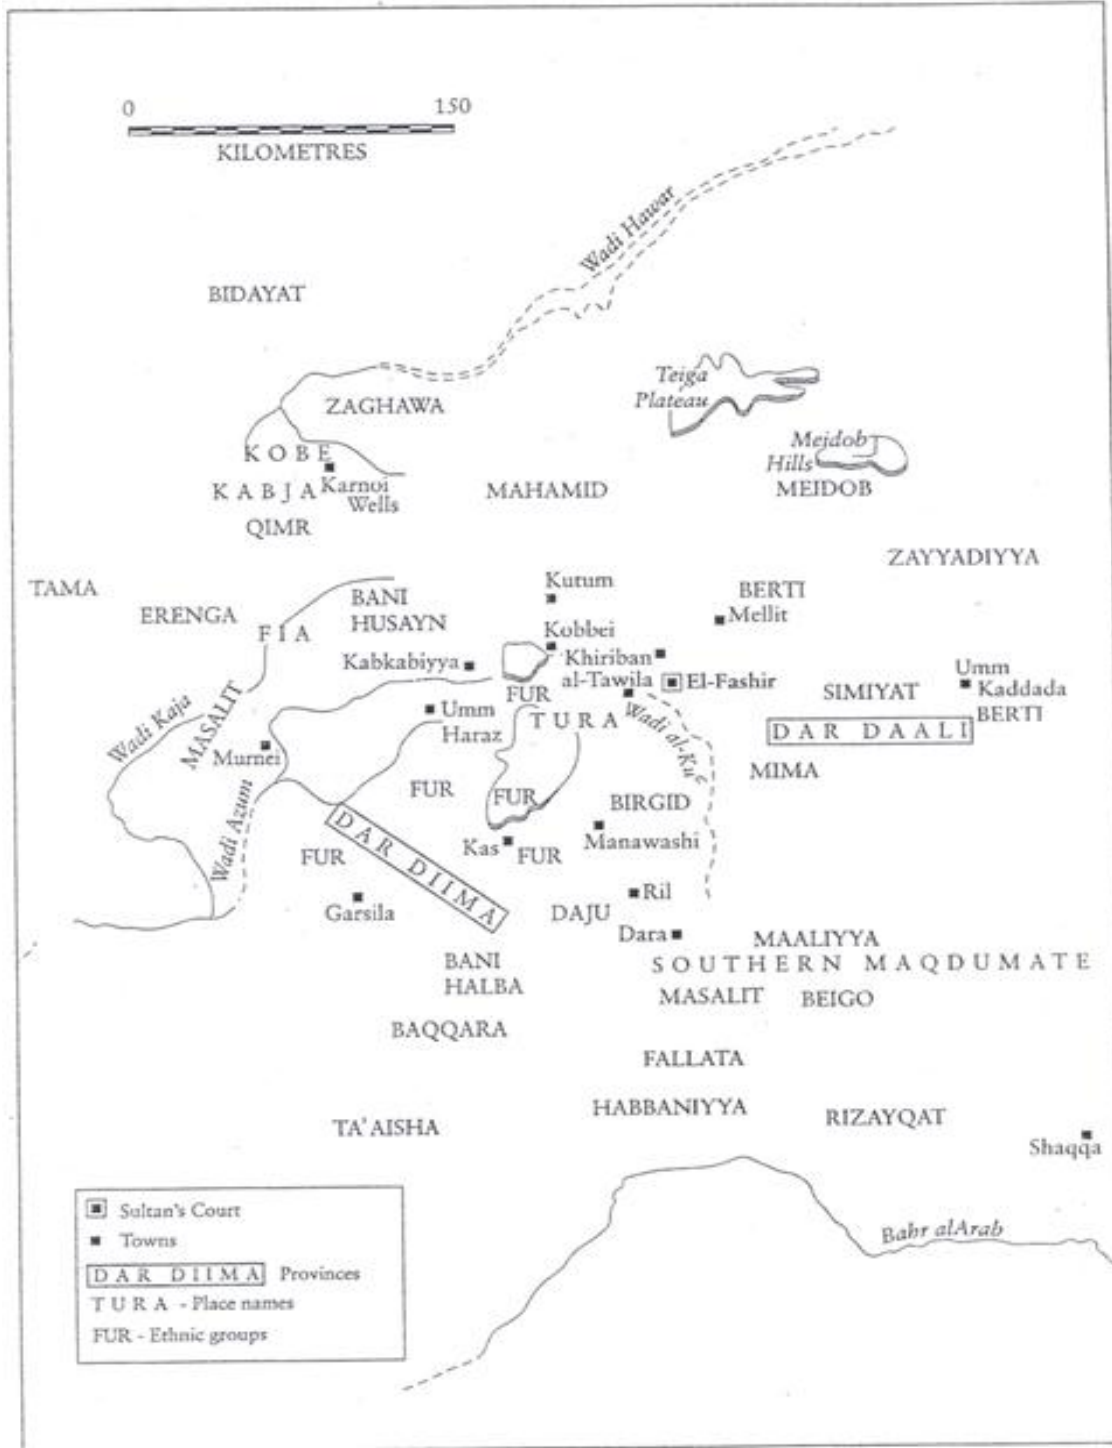 0 150
KILOMETRES
Wadi Hawar
BIDAYAT
Teiga
Plateau
ZAGHAWA
Meidob
Hills
MEIDOB
KOBE
KABJA
Karnoi
Wells
QIMR
MAHAMID
ZAYYADIYYA
TAMA
ERENGA
FIA
BANI
HUSAYN
Kutum
BERTI
Mellit
Kobbei
Kabkabiyya
Khiriban
al-Tawila
El-Fashir
Umm
Kaddada
BERTI
SIMIYAT
FUR
TURA
Wadi al-Kuᶜ
DAR DAALI
MIMA
Wadi Kaja
MASALIT
Murnei
Umm
Haraz
Wadi Azum
FUR
FUR
BIRGID
Manawashi
DAR DIIMA
FUR
Kas
FUR
Garsila
Ril
DAJU
Dara
MAALIYYA
SOUTHERN MAQDUMATE
BANI
HALBA
MASALIT
BEIGO
BAQQARA
FALLATA
HABBANIYYA
RIZAYQAT
TA'AISHA
Shaqqa
Bahr alArab
Sultan's Court
Towns
DAR DIIMA Provinces
TURA - Place names
FUR - Ethnic groups